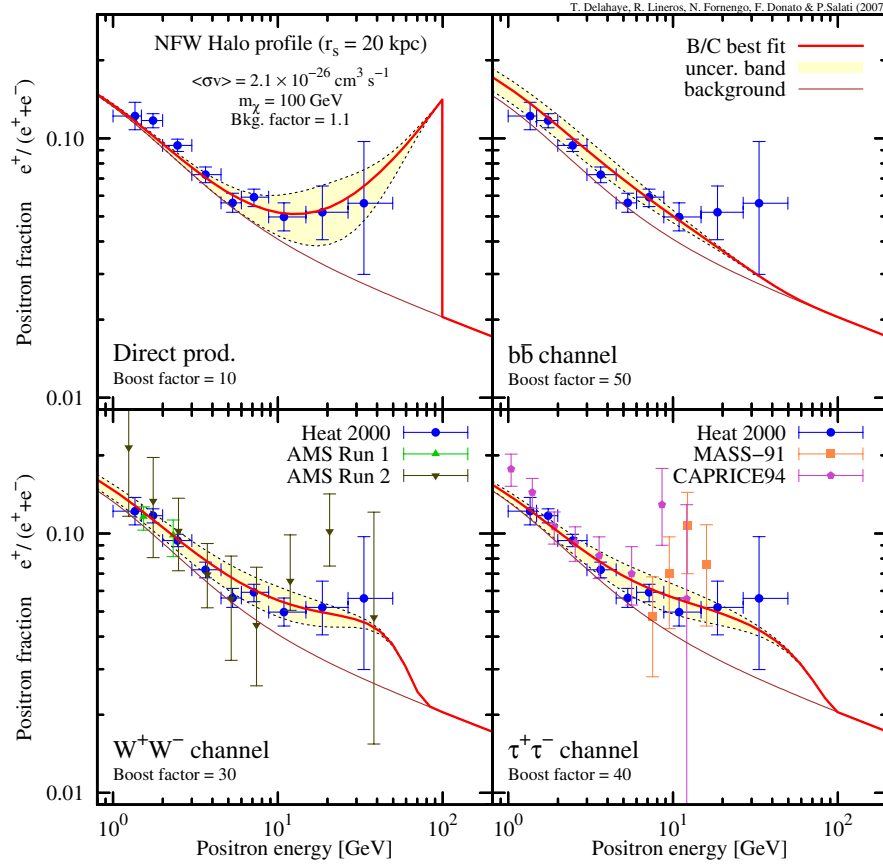 T. Delahaye, R. Lineros, N. Fornengo, F. Donato & P.Salati (2007
NFW Halo profile (rₛ = 20 kpc)
<σv> = 2.1 × 10⁻²⁶ cm³ s⁻¹
mᵪ = 100 GeV
Bkg. factor = 1.1
B/C best fit
uncer. band
background
Positron fraction e⁺/ (e⁺+e⁻)
0.10
0.01
Direct prod.
Boost factor = 10
bb̄ channel
Boost factor = 50
Heat 2000
AMS Run 1
AMS Run 2
Heat 2000
MASS−91
CAPRICE94
Positron fraction e⁺/ (e⁺+e⁻)
0.10
0.01
W⁺W⁻ channel
Boost factor = 30
τ⁺τ⁻ channel
Boost factor = 40
10⁰ 10¹ 10² 10⁰ 10¹ 10²
Positron energy [GeV] Positron energy [GeV]